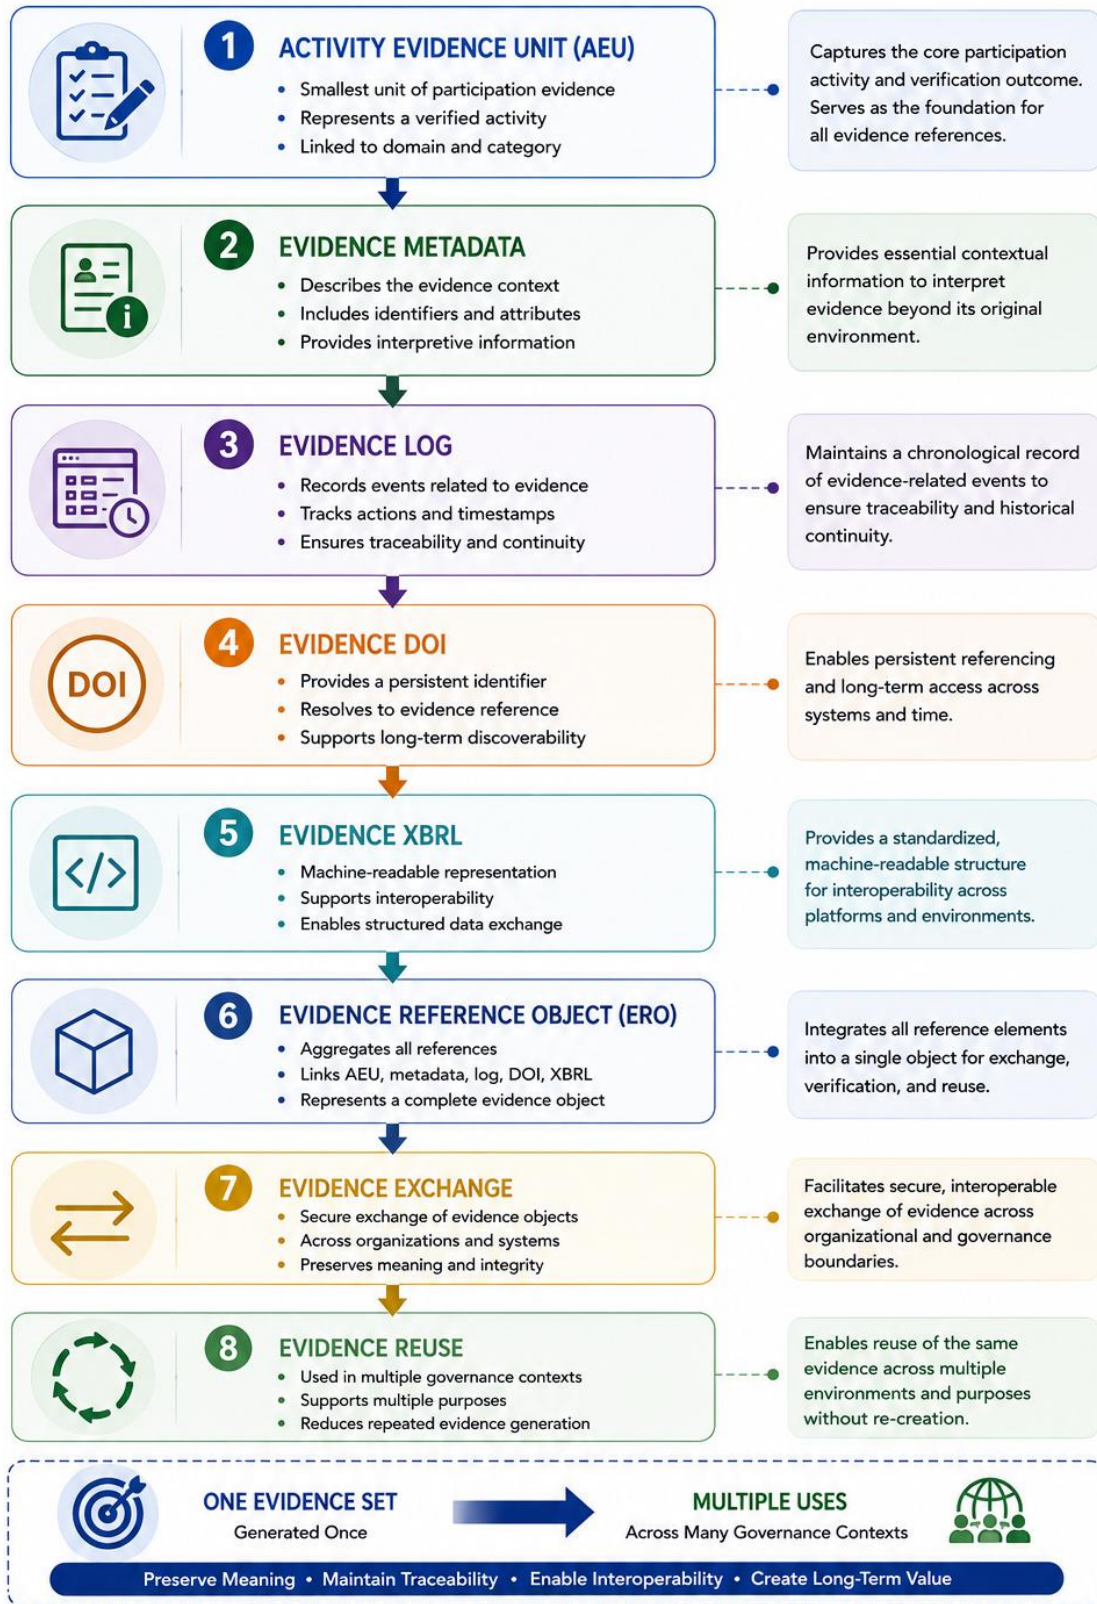 1 ACTIVITY EVIDENCE UNIT (AEU)
• Smallest unit of participation evidence
• Represents a verified activity
• Linked to domain and category
Captures the core participation
activity and verification outcome.
Serves as the foundation for
all evidence references.
2 EVIDENCE METADATA
• Describes the evidence context
• Includes identifiers and attributes
• Provides interpretive information
i
Provides essential contextual
information to interpret
evidence beyond its original
environment.
3 EVIDENCE LOG
• Records events related to evidence
• Tracks actions and timestamps
• Ensures traceability and continuity
Maintains a chronological record
of evidence-related events to
ensure traceability and historical
continuity.
DOI
4 EVIDENCE DOI
• Provides a persistent identifier
• Resolves to evidence reference
• Supports long-term discoverability
Enables persistent referencing
and long-term access across
systems and time.
</>
5 EVIDENCE XBRL
• Machine-readable representation
• Supports interoperability
• Enables structured data exchange
Provides a standardized,
machine-readable structure
for interoperability across
platforms and environments.
6 EVIDENCE REFERENCE OBJECT (ERO)
• Aggregates all references
• Links AEU, metadata, log, DOI, XBRL
• Represents a complete evidence object
Integrates all reference elements
into a single object for exchange,
verification, and reuse.
7 EVIDENCE EXCHANGE
• Secure exchange of evidence objects
• Across organizations and systems
• Preserves meaning and integrity
Facilitates secure, interoperable
exchange of evidence across
organizational and governance
boundaries.
8 EVIDENCE REUSE
• Used in multiple governance contexts
• Supports multiple purposes
• Reduces repeated evidence generation
Enables reuse of the same
evidence across multiple
environments and purposes
without re-creation.
ONE EVIDENCE SET
Generated Once
MULTIPLE USES
Across Many Governance Contexts
Preserve Meaning • Maintain Traceability • Enable Interoperability • Create Long-Term Value